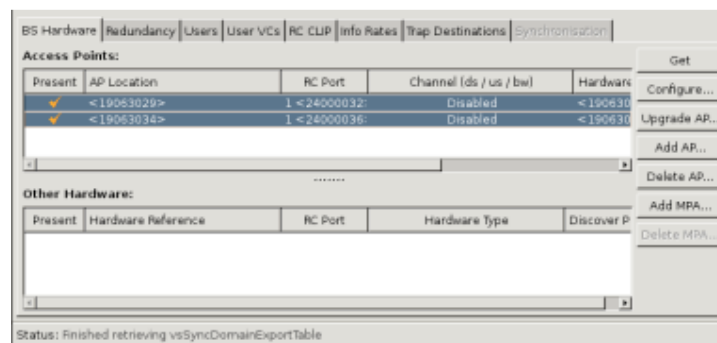 BS Hardware Redundancy Users User VCs RC CLIP Info Rates Trap Destinations Synchronisation
Access Points:
Get
Present AP Location RC Port Channel (ds / us / bw) Hardware
Configure...
<19063029> 1 <24000032: Disabled <190630
<19063034> 1 <24000036: Disabled <190630
Upgrade AP..
Add AP...
Delete AP...
Other Hardware:
Add MPA...
Present Hardware Reference RC Port Hardware Type Discover P
Delete MPA..
Status: Finished retrieving vsSyncDomainExportTable